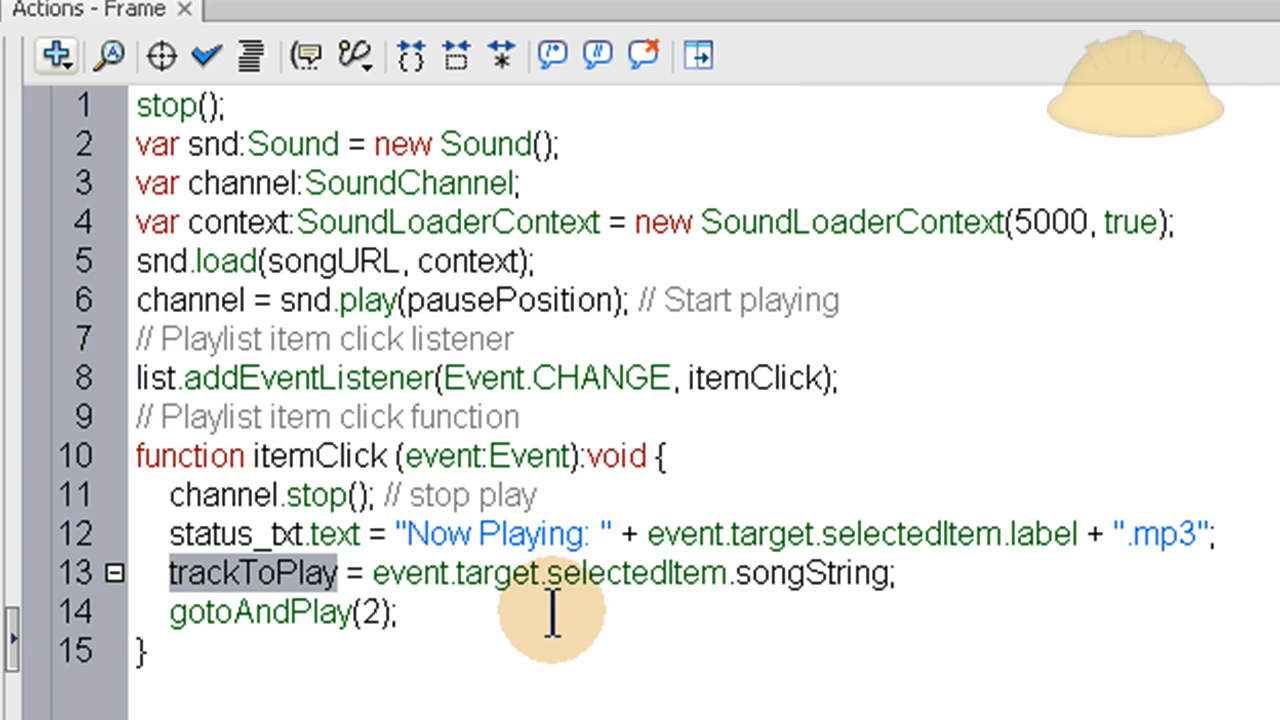 Actions - Frame
1 stop();
2 var snd:Sound = new Sound();
3 var channel:SoundChannel;
4 var context:SoundLoaderContext = new SoundLoaderContext(5000, true);
5 snd.load(songURL, context);
6 channel = snd.play(pausePosition); // Start playing
7 // Playlist item click listener
8 list.addEventListener(Event.CHANGE, itemClick);
9 // Playlist item click function
10 function itemClick (event:Event):void {
11 channel.stop(); // stop play
12 status_txt.text = "Now Playing: " + event.target.selectedItem.label + ".mp3";
13 trackToPlay = event.target.selectedItem.songString;
14 gotoAndPlay(2);
15 }